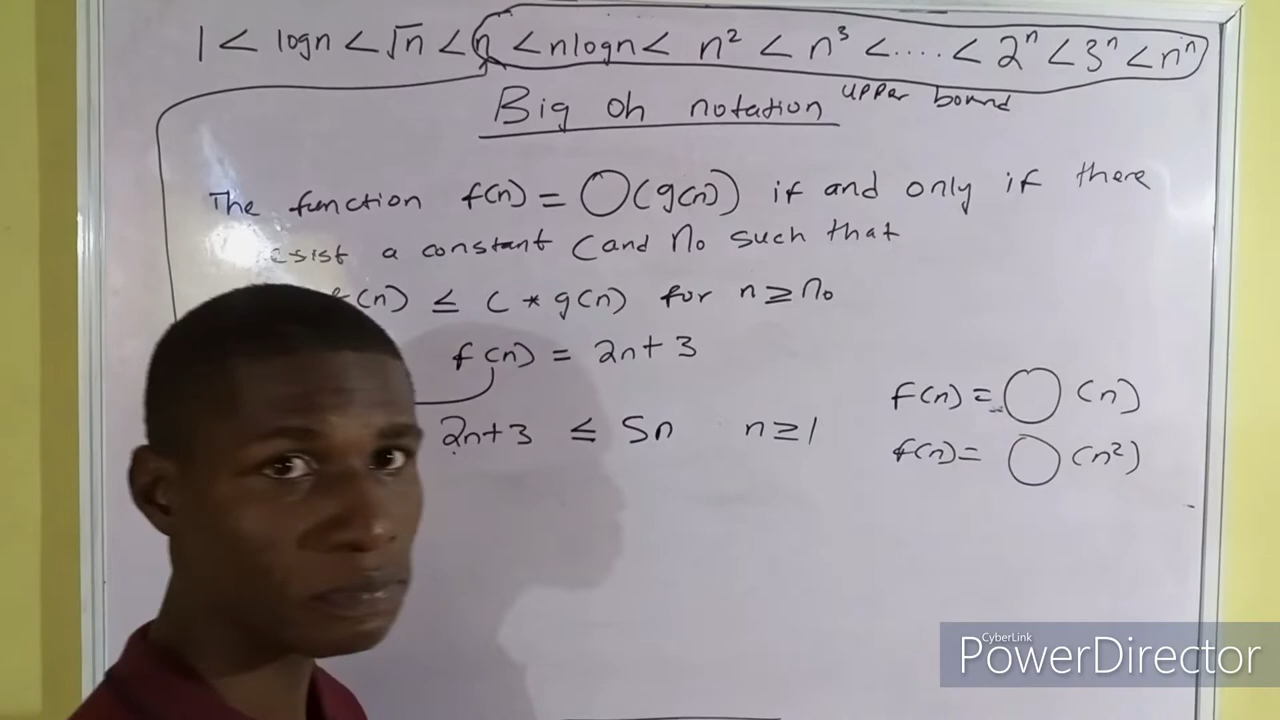 1 < logn < √n < n < nlogn < n² < n³ < .... < 2ⁿ < 3ⁿ < nⁿ
Big oh notation upper bound
The function f(n) = O(g(n)) if and only if there
esist a constant C and n₀ such that
f(n) ≤ C * g(n) for n ≥ n₀
f(n) = 2n+3
f(n) = O(n)
2n+3 ≤ 5n n ≥ 1
f(n) = O(n²)
CyberLink
PowerDirector